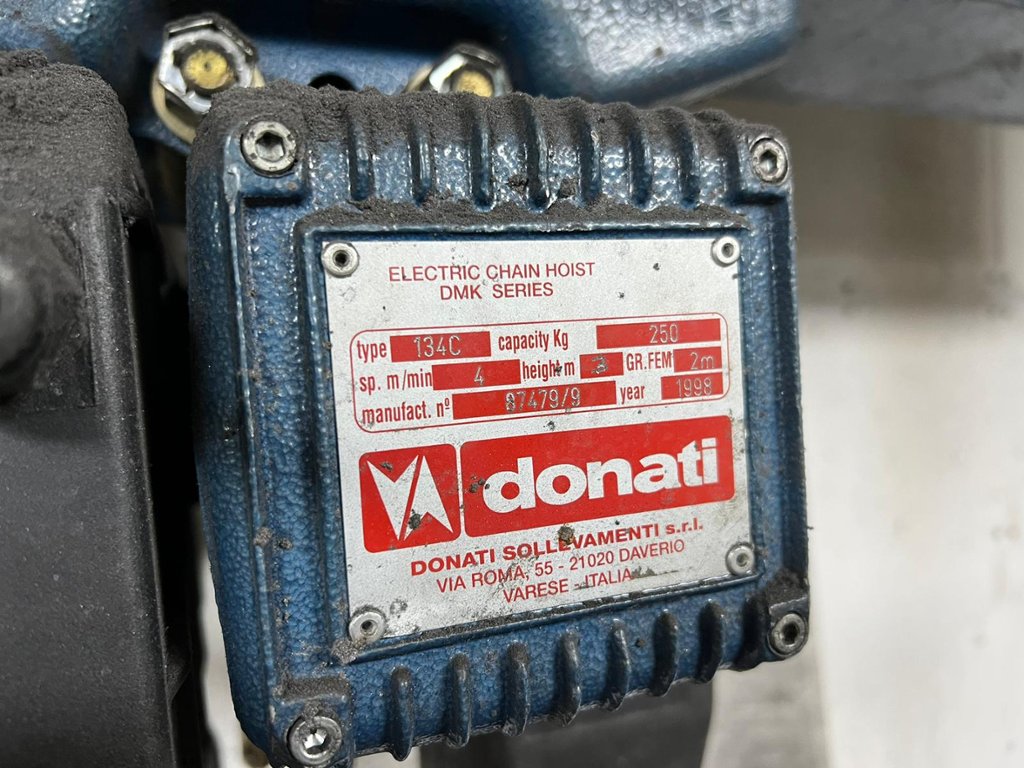 ELECTRIC CHAIN HOIST
DMK SERIES
type 134C capacity Kg 250
sp. m/min 4 height m 3 GR.FEM 2m
manufact. nº 87479/9 year 1998
donati
DONATI SOLLEVAMENTI s.r.l.
VIA ROMA, 55 - 21020 DAVERIO
VARESE - ITALIA